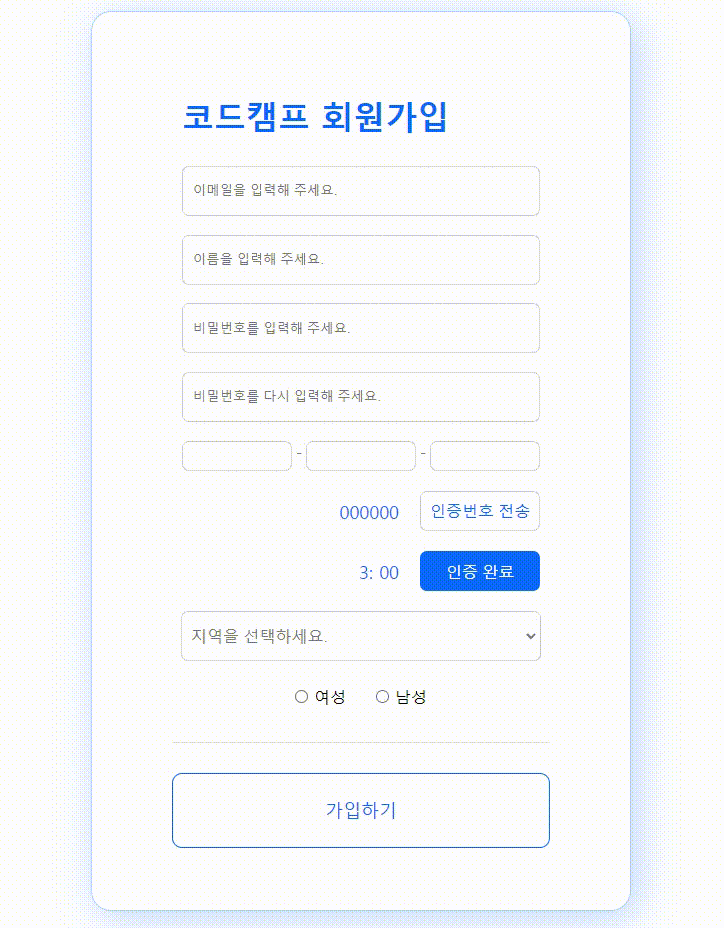 코드캠프 회원가입
이메일을 입력해 주세요.
이름을 입력해 주세요.
비밀번호를 입력해 주세요.
비밀번호를 다시 입력해 주세요.
- -
000000 인증번호 전송
3: 00 인증 완료
지역을 선택하세요.
여성 남성
가입하기